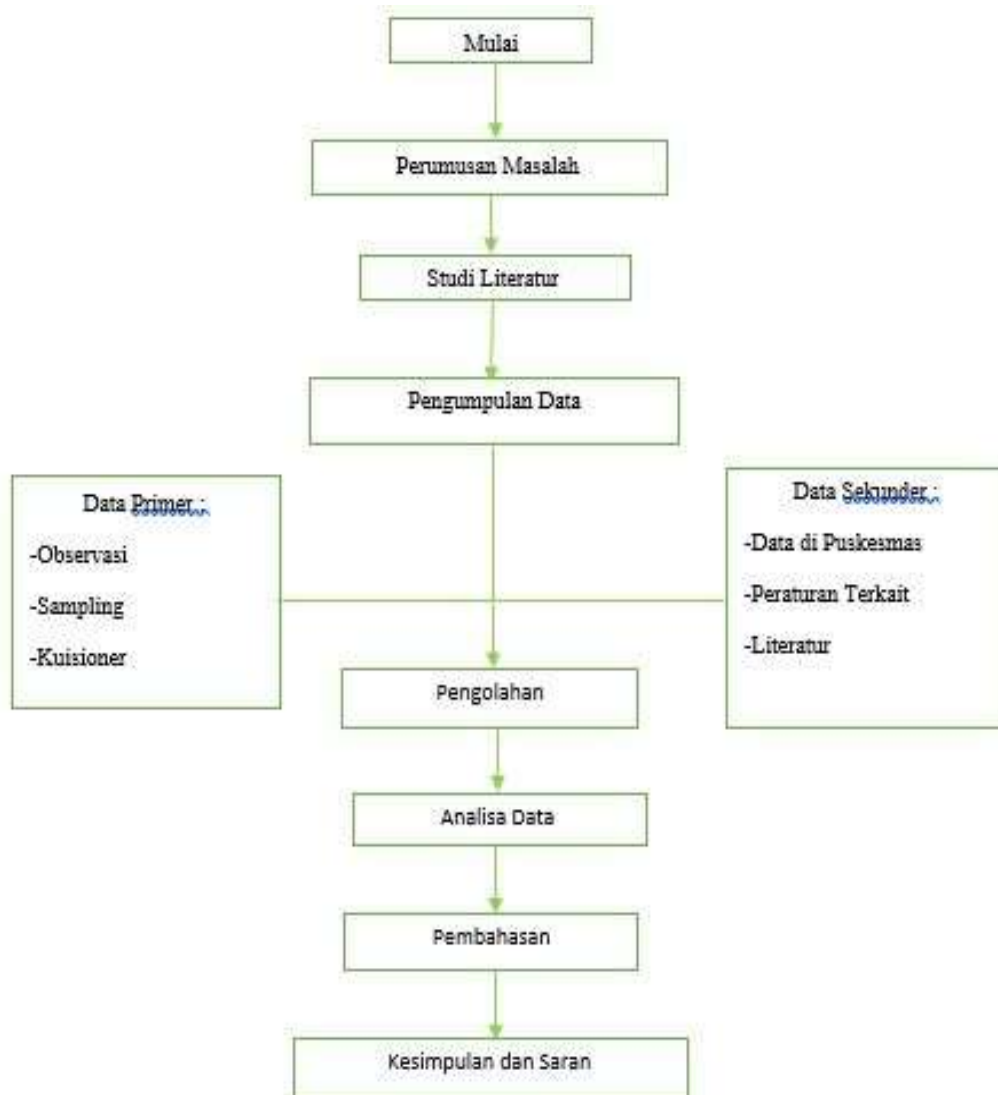 Mulai
Perumusan Masalah
Studi Literatur
Pengumpulan Data
Data Primer :
-Observasi
-Sampling
-Kuisioner
Data Sekunder :
-Data di Puskesmas
-Peraturan Terkait
-Literatur
Pengolahan
Analisa Data
Pembahasan
Kesimpulan dan Saran